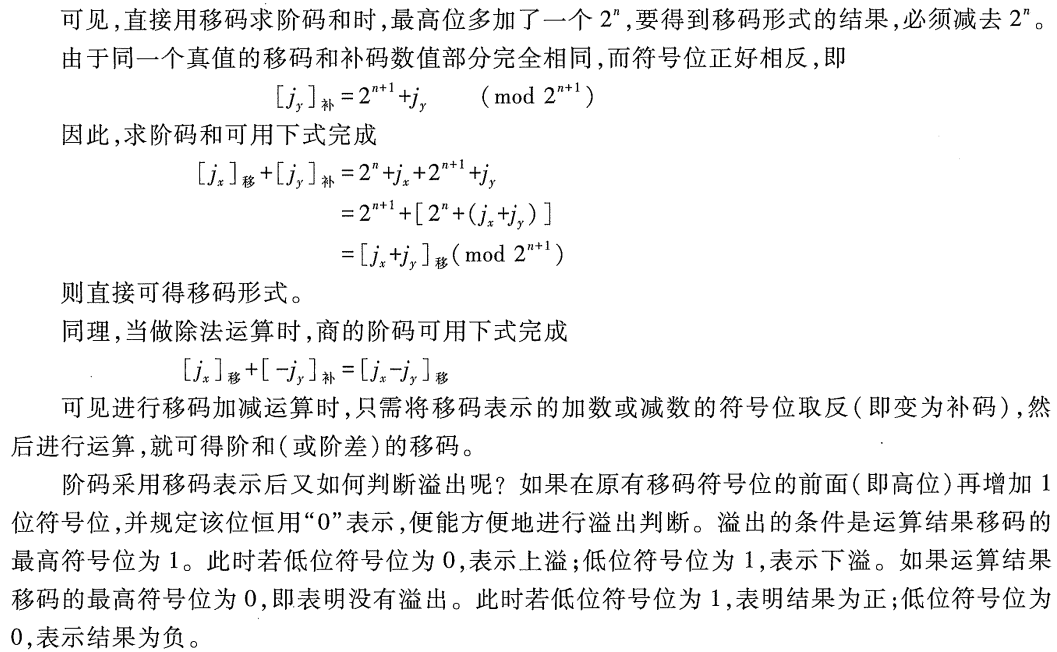 可见,直接用移码求阶码和时,最高位多加了一个 2ⁿ,要得到移码形式的结果,必须减去 2ⁿ。
由于同一个真值的移码和补码数值部分完全相同,而符号位正好相反,即
[j_y]_补 = 2^{n+1}+j_y (mod 2^{n+1})
因此,求阶码和可用下式完成
[j_x]_移+[j_y]_补 = 2^n+j_x+2^{n+1}+j_y
= 2^{n+1}+[2^n+(j_x+j_y)]
= [j_x+j_y]_移(mod 2^{n+1})
则直接可得移码形式。
同理,当做除法运算时,商的阶码可用下式完成
[j_x]_移+[-j_y]_补 = [j_x-j_y]_移
可见进行移码加减运算时,只需将移码表示的加数或减数的符号位取反(即变为补码),然
后进行运算,就可得阶和(或阶差)的移码。
阶码采用移码表示后又如何判断溢出呢? 如果在原有移码符号位的前面(即高位)再增加 1
位符号位,并规定该位恒用“0”表示,便能方便地进行溢出判断。溢出的条件是运算结果移码的
最高符号位为 1。此时若低位符号位为 0,表示上溢;低位符号位为 1,表示下溢。如果运算结果
移码的最高符号位为 0,即表明没有溢出。此时若低位符号位为 1,表明结果为正;低位符号位为
0,表示结果为负。